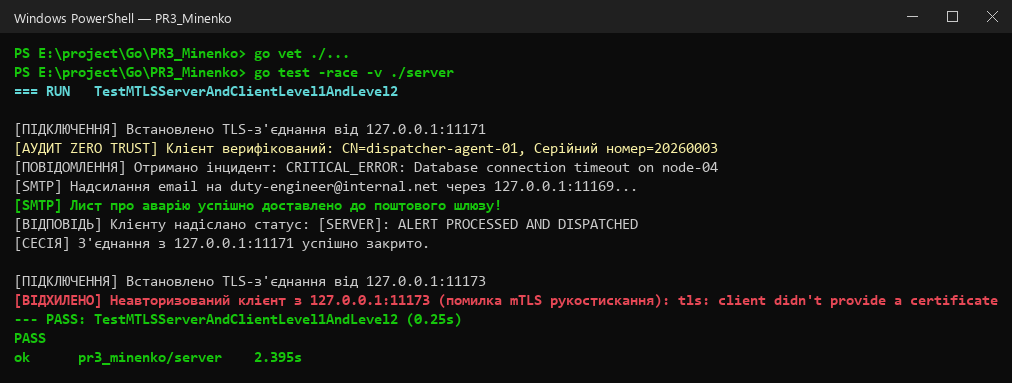 Windows PowerShell — PR3_Minenko
PS E:\project\Go\PR3_Minenko> go vet ./...
PS E:\project\Go\PR3_Minenko> go test -race -v ./server
=== RUN   TestMTLSServerAndClientLevel1AndLevel2
[ПІДКЛЮЧЕННЯ] Встановлено TLS-з'єднання від 127.0.0.1:11171
[АУДИТ ZERO TRUST] Клієнт верифікований: CN=dispatcher-agent-01, Серійний номер=20260003
[ПОВІДОМЛЕННЯ] Отримано інцидент: CRITICAL_ERROR: Database connection timeout on node-04
[SMTP] Надсилання email на duty-engineer@internal.net через 127.0.0.1:11169...
[SMTP] Лист про аварію успішно доставлено до поштового шлюзу!
[ВІДПОВІДЬ] Клієнту надіслано статус: [SERVER]: ALERT PROCESSED AND DISPATCHED
[СЕСІЯ] З'єднання з 127.0.0.1:11171 успішно закрито.
[ПІДКЛЮЧЕННЯ] Встановлено TLS-з'єднання від 127.0.0.1:11173
[ВІДХИЛЕНО] Неавторизований клієнт з 127.0.0.1:11173 (помилка mTLS рукостискання): tls: client didn't provide a certificate
--- PASS: TestMTLSServerAndClientLevel1AndLevel2 (0.25s)
PASS
ok      pr3_minenko/server    2.395s